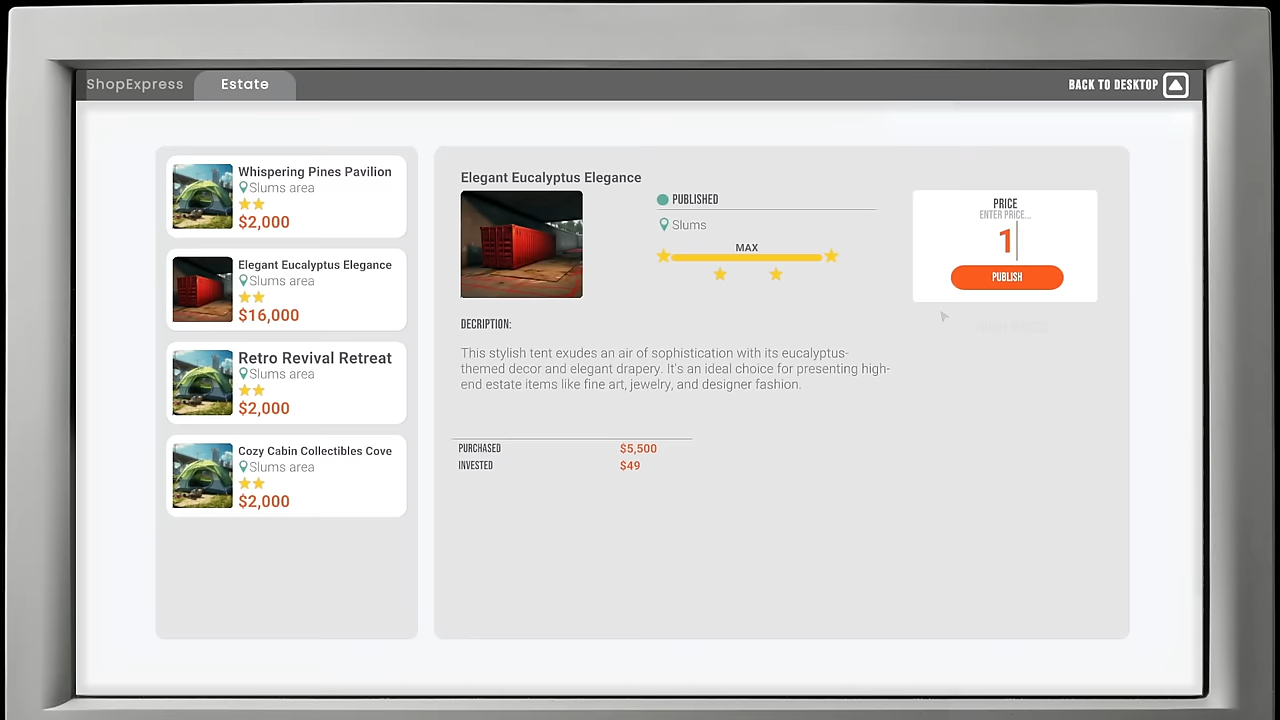 ShopExpress
Estate
BACK TO DESKTOP
Whispering Pines Pavilion
Slums area
$2,000
Elegant Eucalyptus Elegance
Slums area
$16,000
Retro Revival Retreat
Slums area
$2,000
Cozy Cabin Collectibles Cove
Slums area
$2,000
Elegant Eucalyptus Elegance
PUBLISHED
Slums
MAX
PRICE
ENTER PRICE...
1
PUBLISH
DECRIPTION:
This stylish tent exudes an air of sophistication with its eucalyptus-
themed decor and elegant drapery. It's an ideal choice for presenting high-
end estate items like fine art, jewelry, and designer fashion.
PURCHASED $5,500
INVESTED $49